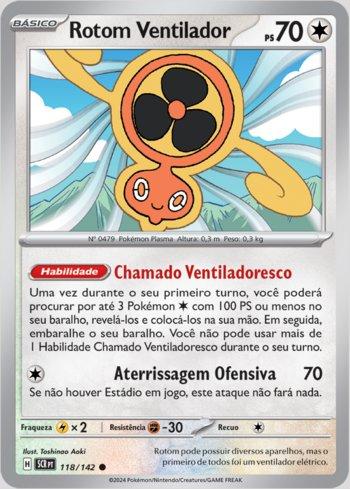 BÁSICO
Rotom Ventilador
PS 70
Nº 0479 Pokémon Plasma Altura: 0,3 m Peso: 0,3 kg
Habilidade Chamado Ventiladoresco
Uma vez durante o seu primeiro turno, você poderá
procurar por até 3 Pokémon com 100 PS ou menos no
seu baralho, revelá-los e colocá-los na sua mão. Em seguida,
embaralhe o seu baralho. Você não pode usar mais de
1 Habilidade Chamado Ventiladoresco durante o seu turno.
Aterrissagem Ofensiva 70
Se não houver Estádio em jogo, este ataque não fará nada.
Fraqueza ×2 Resistência -30 Recuo
Ilust. Toshinao Aoki
H SCR PT 118/142
Rotom pode dividir diversos aparelhos, mas o
primeiro de todos foi um ventilador elétrico.
©2024 Pokémon/Nintendo/Creatures/GAME FREAK